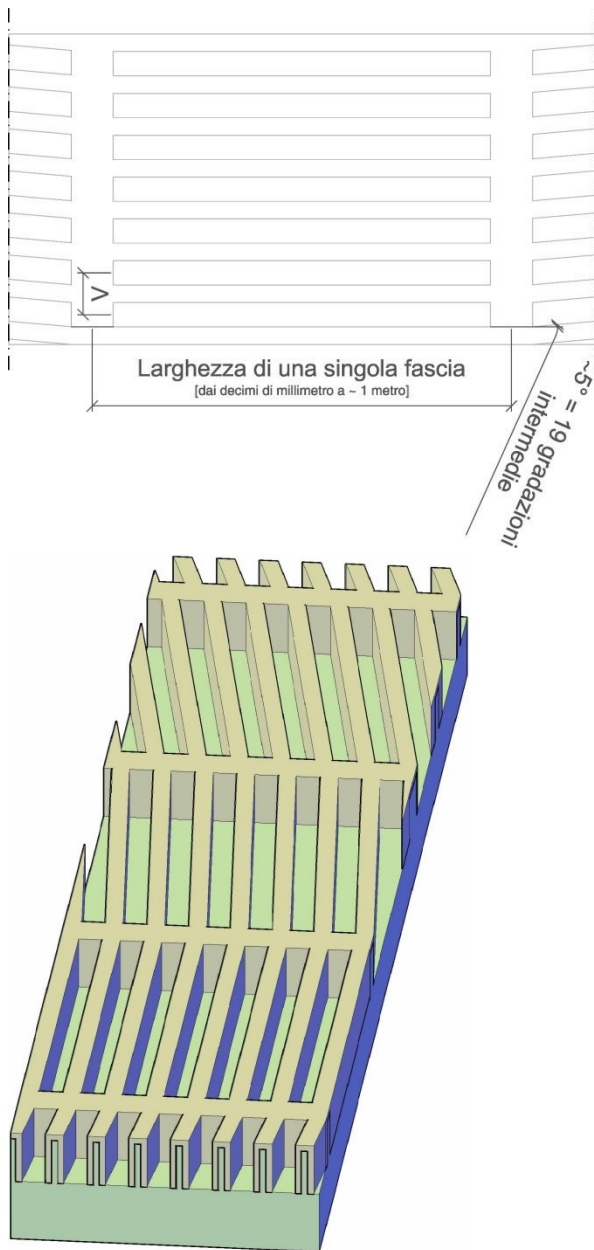 V
Larghezza di una singola fascia
[dai decimi di millimetro a ~ 1 metro]
~5° = 19 gradazioni
intermedie